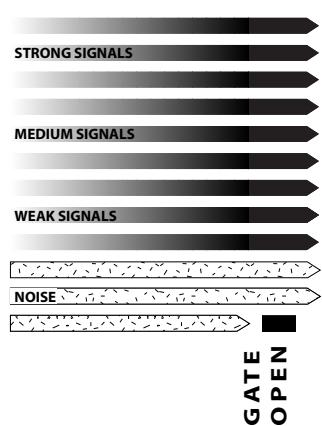 STRONG SIGNALS
MEDIUM SIGNALS
WEAK SIGNALS
NOISE
GATE
OPEN